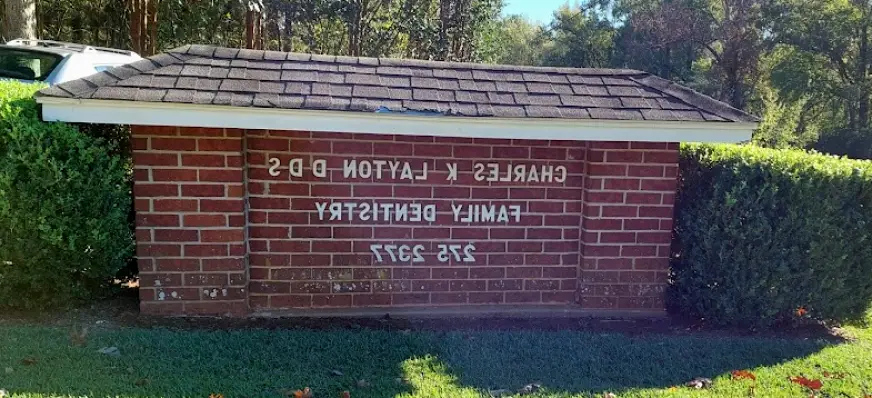 CHARLES K LAYTON D D S
FAMILY DENTISTRY
275 2377